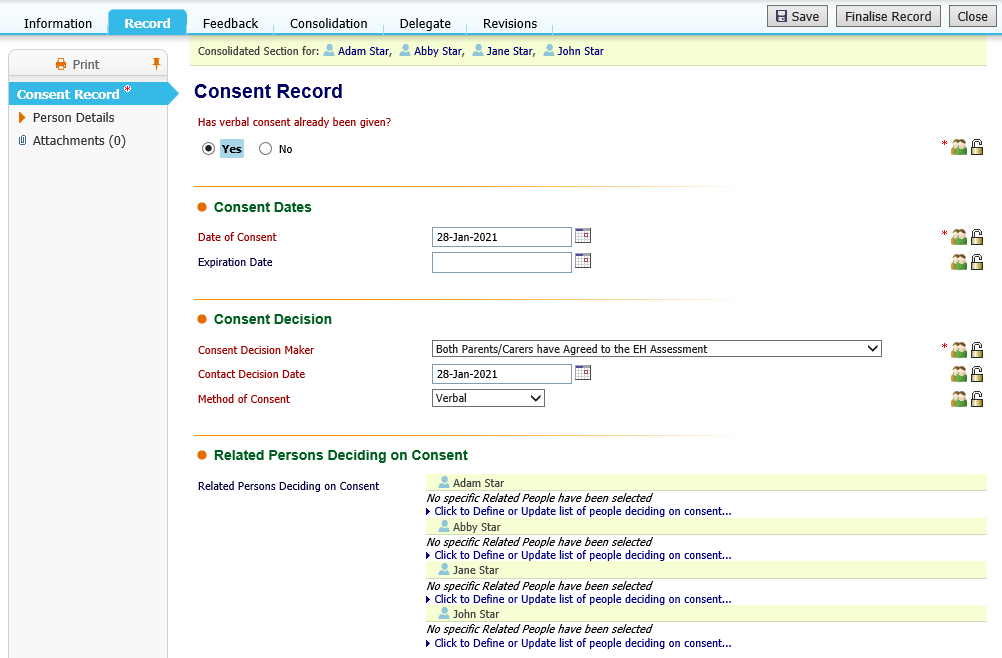 Information Record Feedback Consolidation Delegate Revisions Save Finalise Record Close
Consolidated Section for: Adam Star, Abby Star, Jane Star, John Star
Print
Consent Record *
Person Details
Attachments (0)
Consent Record
Has verbal consent already been given?
Yes No *
Consent Dates
Date of Consent 28-Jan-2021 *
Expiration Date
Consent Decision
Consent Decision Maker Both Parents/Carers have Agreed to the EH Assessment *
Contact Decision Date 28-Jan-2021
Method of Consent Verbal
Related Persons Deciding on Consent
Related Persons Deciding on Consent Adam Star
No specific Related People have been selected
Click to Define or Update list of people deciding on consent...
Abby Star
No specific Related People have been selected
Click to Define or Update list of people deciding on consent...
Jane Star
No specific Related People have been selected
Click to Define or Update list of people deciding on consent...
John Star
No specific Related People have been selected
Click to Define or Update list of people deciding on consent...